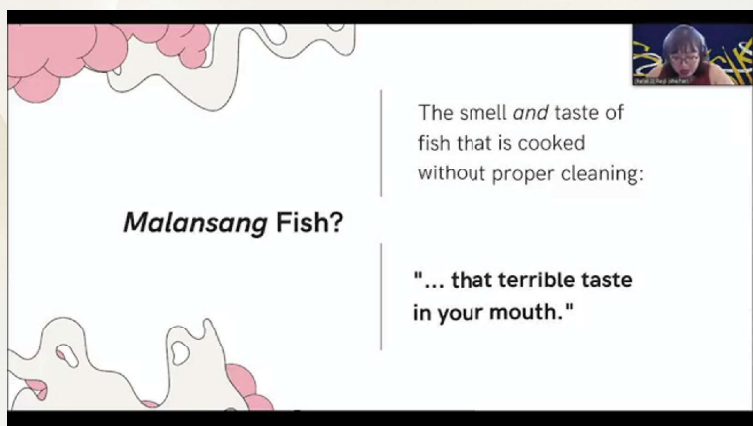 The smell and taste of
fish that is cooked
without proper cleaning:
Malansang Fish?
"... that terrible taste
in your mouth."